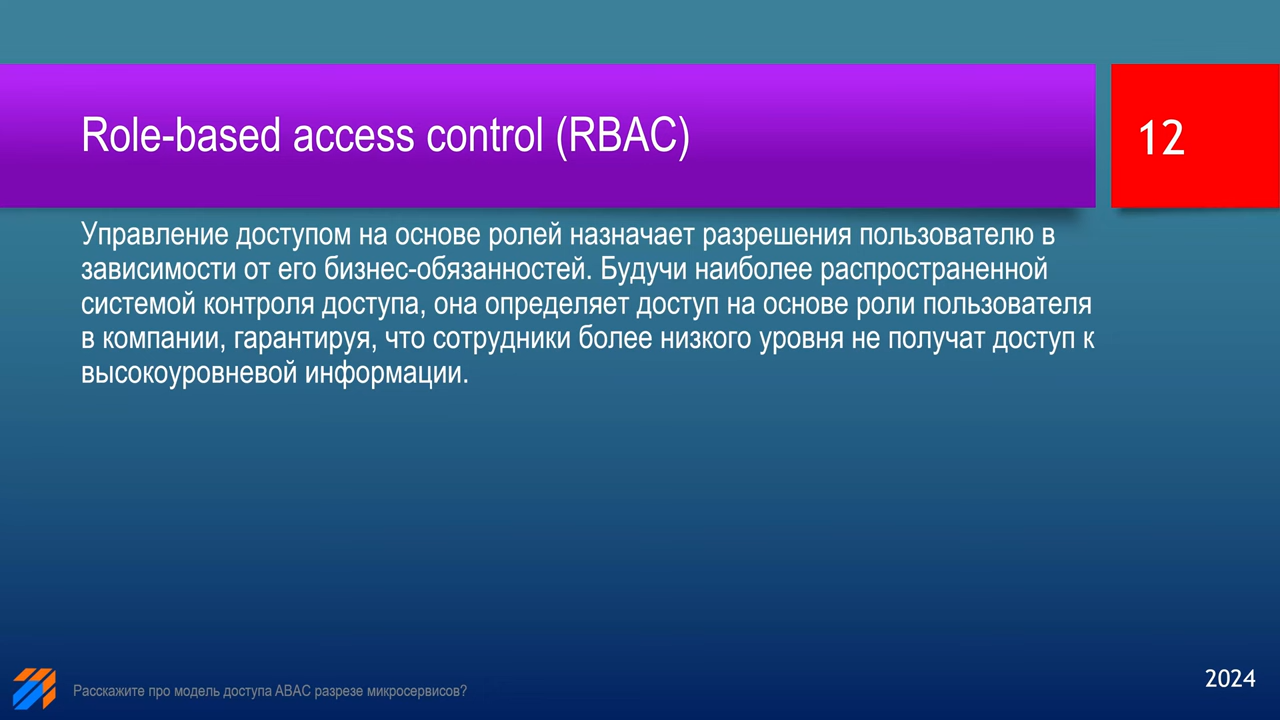 Role-based access control (RBAC)
12
Управление доступом на основе ролей назначает разрешения пользователю в
зависимости от его бизнес-обязанностей. Будучи наиболее распространенной
системой контроля доступа, она определяет доступ на основе роли пользователя
в компании, гарантируя, что сотрудники более низкого уровня не получат доступ к
высокоуровневой информации.
Расскажите про модель доступа ABAC разрезе микросервисов?
2024